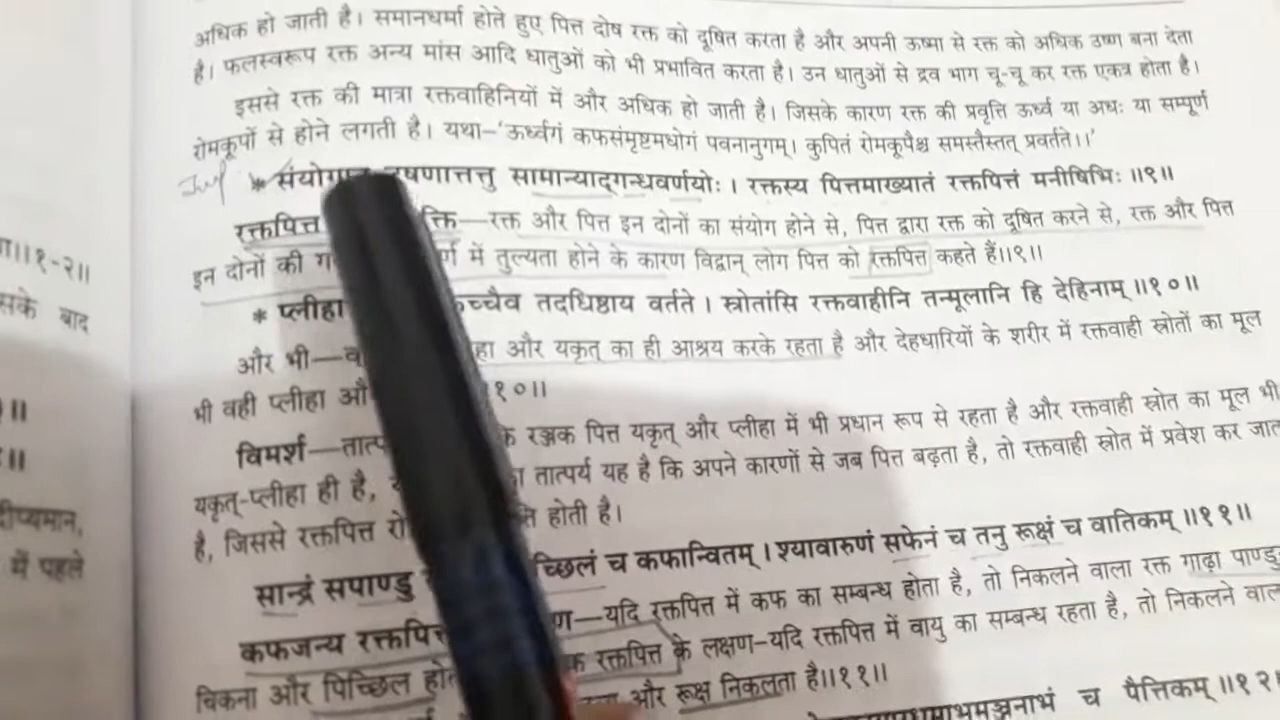 अधिक हो जाती है। समानधर्मा होते हुए पित्त दोष रक्त को दूषित करता है और अपनी ऊष्मा से रक्त को अधिक उष्ण बना देता
है। फलस्वरूप रक्त अन्य मांस आदि धातुओं को भी प्रभावित करता है। उन धातुओं से द्रव भाग चू-चू कर रक्त एकत्र होता है।
इससे रक्त की मात्रा रक्तवाहिनियों में और अधिक हो जाती है। जिसके कारण रक्त की प्रवृत्ति ऊर्ध्व या अधः या सम्पूर्ण
रोमकूपों से होने लगती है। यथा–‘ऊर्ध्वगं कफसंमृष्टमधोगं पवनानुगम्। कुपितं रोमकूपैश्च समस्तैस्तत् प्रवर्तते।।’
* दूषणात्तत्तु सामान्याद्गन्धवर्णयोः । रक्तस्य पित्तमाख्यातं रक्तपित्तं मनीषिभिः ॥९॥
रक्तपित्त क्ति—रक्त और पित्त इन दोनों का संयोग होने से, पित्त द्वारा रक्त को दूषित करने से, रक्त और पित्त
इन दोनों की र्ण में तुल्यता होने के कारण विद्वान् लोग पित्त को रक्तपित्त कहते हैं॥९॥
* प्लीहा च्चैव तदधिष्ठाय वर्तते । स्रोतांसि रक्तवाहीनि तन्मूलानि हि देहिनाम् ॥१०॥
और भी— हा और यकृत् का ही आश्रय करके रहता है और देहधारियों के शरीर में रक्तवाही स्रोतों का मूल
भी वही प्लीहा १०॥
विमर्श— रञ्जक पित्त यकृत् और प्लीहा में भी प्रधान रूप से रहता है और रक्तवाही स्रोत का मूल भी
यकृत्-प्लीहा ही है, तात्पर्य यह है कि अपने कारणों से जब पित्त बढ़ता है, तो रक्तवाही स्रोत में प्रवेश कर जात
है, जिससे रक्तपित्त होती है।
सान्द्रं सपाण्डु च्छिलं च कफान्वितम् । श्यावारुणं सफेनं च तनु रूक्षं च वातिकम् ॥११॥
कफजन्य ण—यदि रक्तपित्त में कफ का सम्बन्ध होता है, तो निकलने वाला रक्त गाढ़ा पाण्डु
चिकना और पिच्छिल रक्तपित्त के लक्षण–यदि रक्तपित्त में वायु का सम्बन्ध रहता है, तो निकलने वाल
और रूक्ष निकलता है॥११॥
च पैत्तिकम् ॥१२
ा॥१-२॥
सके बाद
॥
॥
दीप्यमान,
में पहले